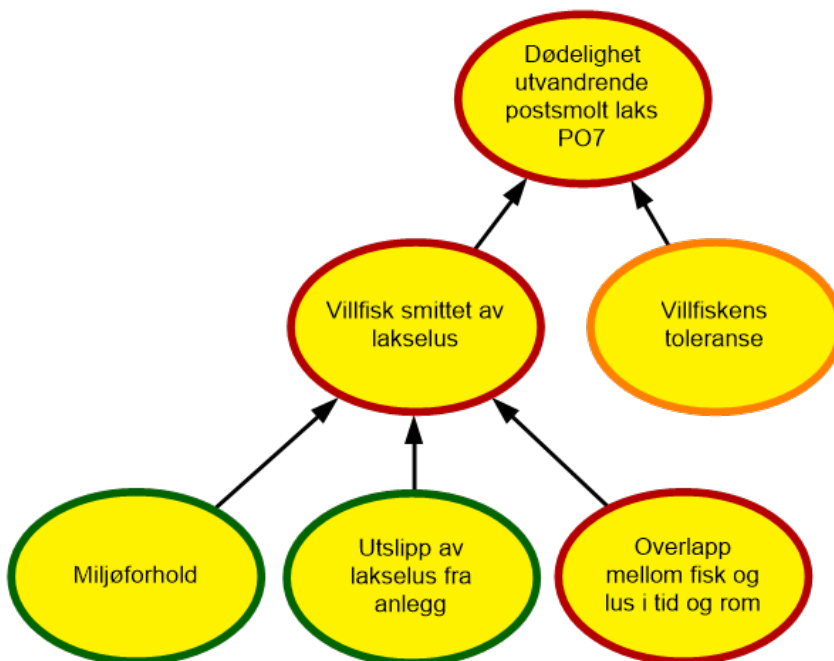 Dødelighet
utvandrende
postsmolt laks
PO7
Villfisk smittet av
lakselus
Villfiskens
toleranse
Miljøforhold
Utslipp av
lakselus fra
anlegg
Overlapp
mellom fisk og
lus i tid og rom